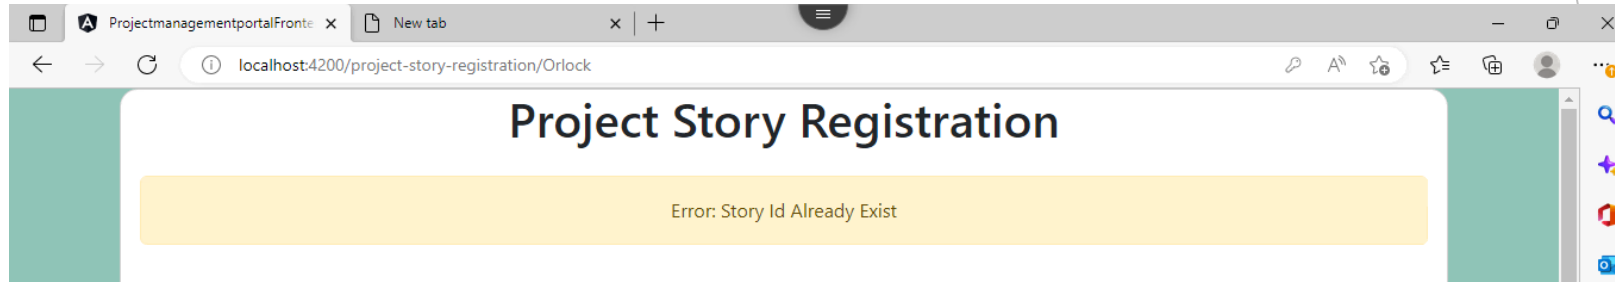 ProjectmanagementportalFronte
New tab
localhost:4200/project-story-registration/Orlock
Project Story Registration
Error: Story Id Already Exist